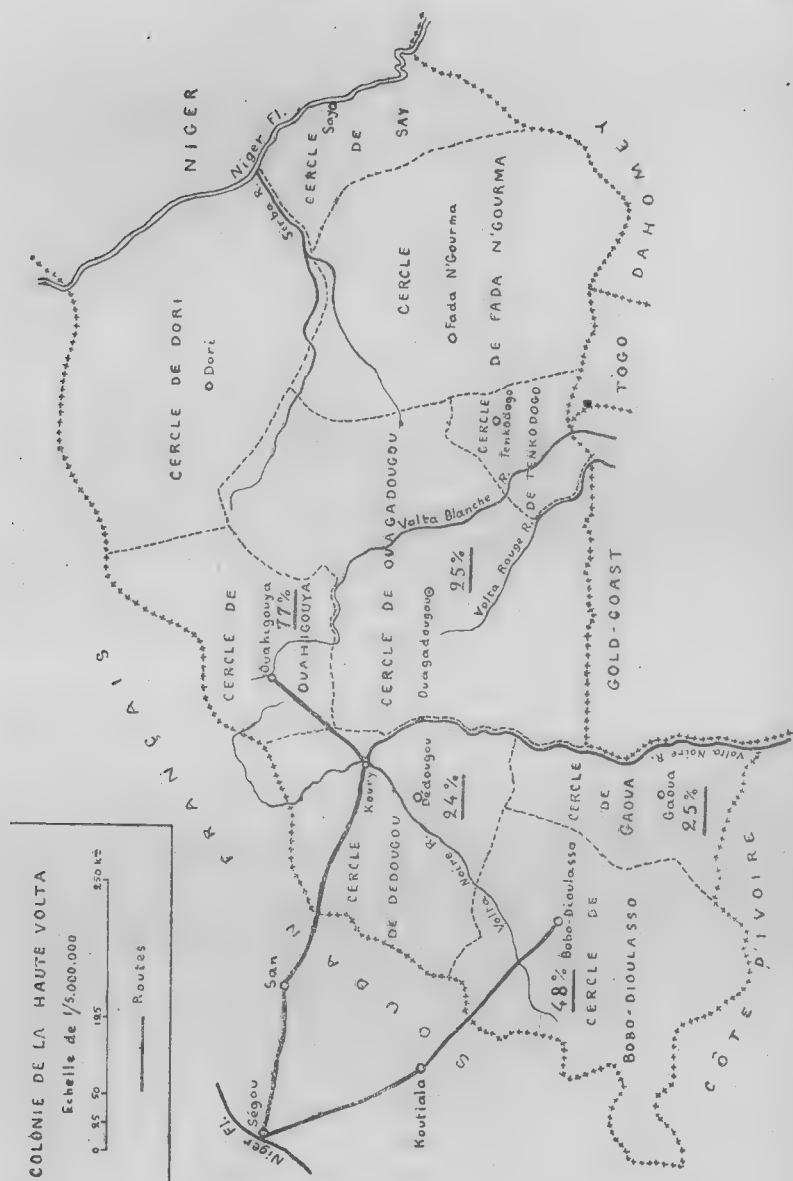 COLONIE DE LA HAUTE VOLTA
Echelle de 1/5.000.000
0 25 50 125 250 km
Routes
NIGER
Niger Fl.
CERCLE
Saya
DE
SAY
Serba R.
CERCLE DE DORI
Dori
CERCLE
Fada N'Gourma
DE FADA N'GOURMA
DAHOMEY
TOGO
CERCLE
Tenkodogo
DE TENKODOGO
CERCLE DE OUAGADOUGOU
Volta Blanche R.
Volta Rouge R.
Ouagadougou
25%
CERCLE DE
Ouahigouya
77%
OUAHIGOUYA
GOLD-COAST
SOUDAN FRANÇAIS
Koury
Dédougou
24%
CERCLE
DE DEDOUGOU
Volta Noire R.
Volta Noire R.
CERCLE
DE
GAOUA
Gaoua
25%
San
Ségou
Niger Fl.
Koutiala
48%
Bobo-Dioulasso
CERCLE DE
BOBO-DIOULASSO
CÔTE D'IVOIRE